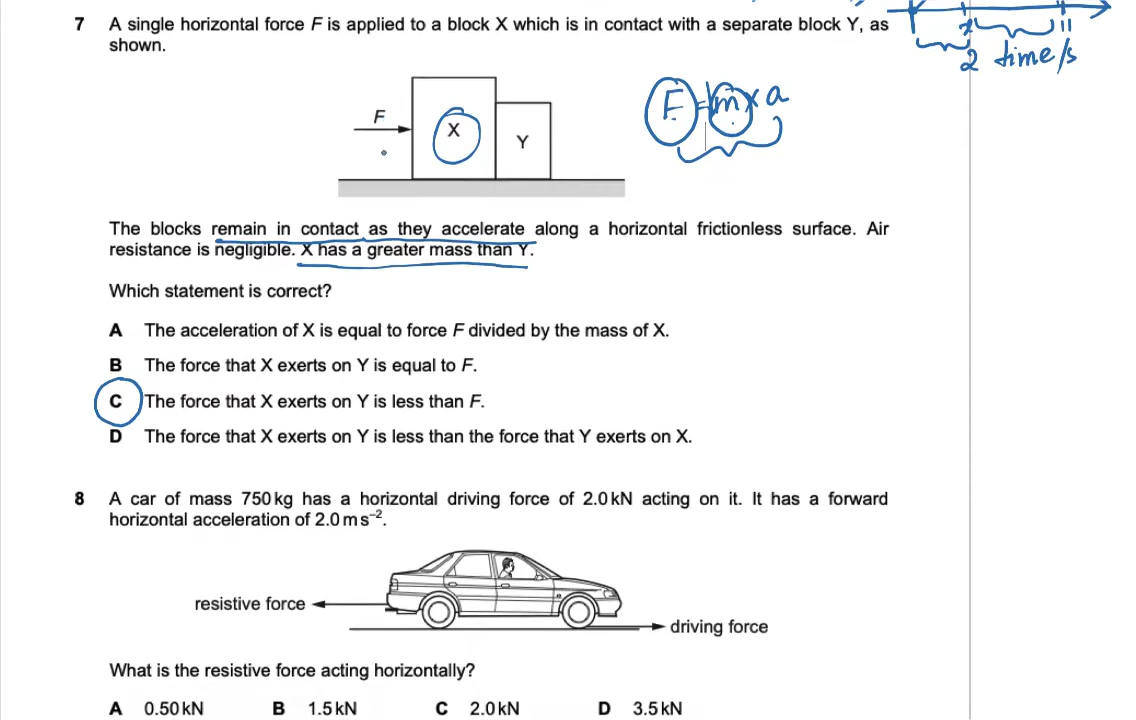 7 A single horizontal force F is applied to a block X which is in contact with a separate block Y, as
shown.
2 time/s
F
X
Y
F = m x a
The blocks remain in contact as they accelerate along a horizontal frictionless surface. Air
resistance is negligible. X has a greater mass than Y.
Which statement is correct?
A The acceleration of X is equal to force F divided by the mass of X.
B The force that X exerts on Y is equal to F.
C The force that X exerts on Y is less than F.
D The force that X exerts on Y is less than the force that Y exerts on X.
8 A car of mass 750 kg has a horizontal driving force of 2.0 kN acting on it. It has a forward
horizontal acceleration of 2.0 m s⁻².
resistive force
driving force
What is the resistive force acting horizontally?
A 0.50 kN B 1.5 kN C 2.0 kN D 3.5 kN